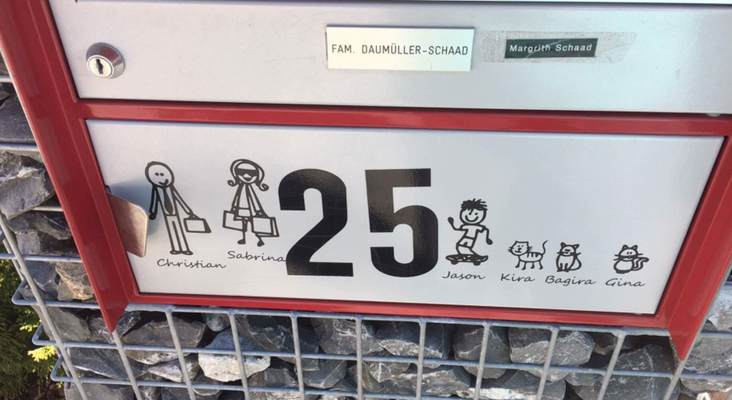 FAM. DAUMÜLLER-SCHAAD
Margrith Schaad
25
Christian
Sabrina
Jason
Kira
Bagira
Gina